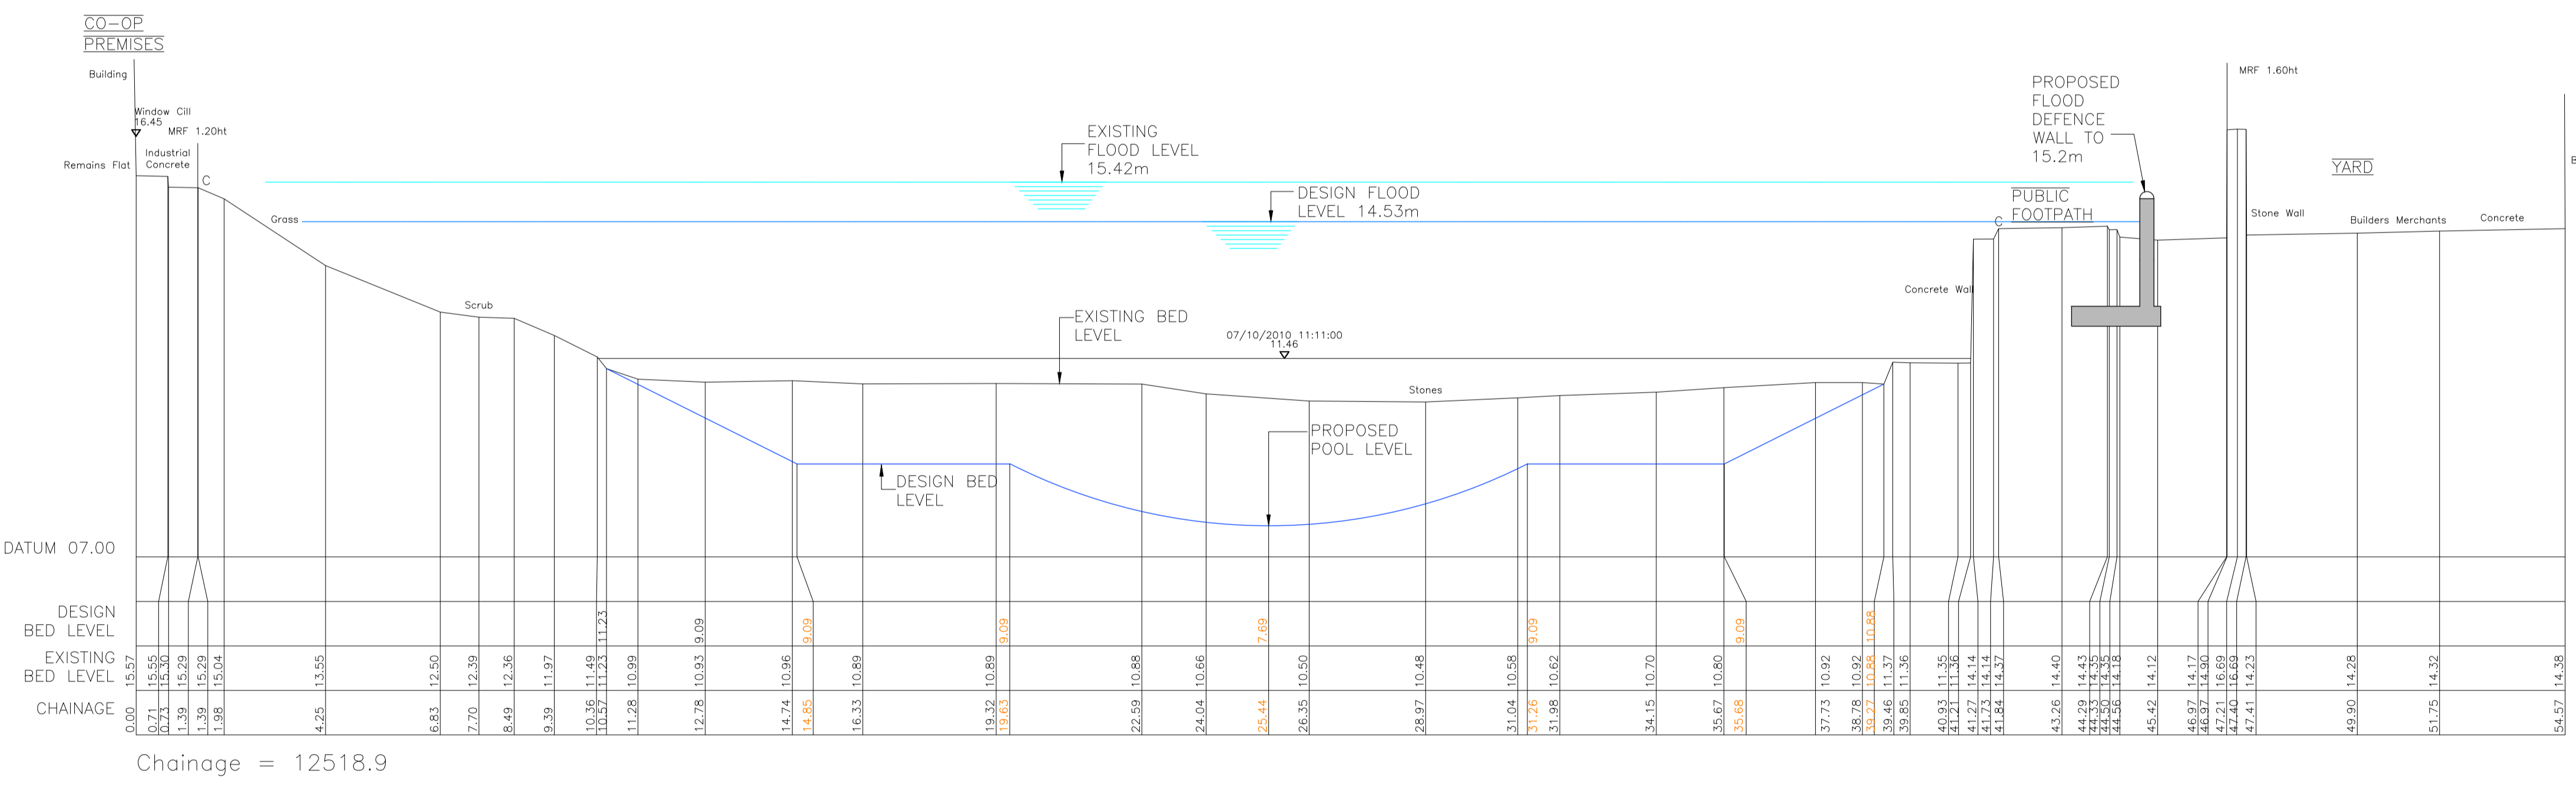 CO-OP
PREMISES
Building
Window Cill
16.45
MRF 1.20ht
Industrial
Concrete
Remains Flat
C
Grass
Scrub
EXISTING
FLOOD LEVEL
15.42m
DESIGN FLOOD
LEVEL 14.53m
EXISTING BED
LEVEL
07/10/2010 11:11:00
11.46
Stones
PROPOSED
POOL LEVEL
DESIGN BED
LEVEL
Concrete Wall
C
PUBLIC
FOOTPATH
PROPOSED
FLOOD
DEFENCE
WALL TO
15.2m
MRF 1.60ht
YARD
Stone Wall
Builders Merchants
Concrete
B
DATUM 07.00
DESIGN
BED LEVEL
11.23 9.09 9.09 9.09 7.69 9.09 9.09 10.88
EXISTING
BED LEVEL
15.57 15.55 15.30 15.29 15.29 15.04 13.55 12.50 12.39 12.36 11.97 11.49 11.23 10.99 10.93 10.96 10.89 10.89 10.88 10.66 10.50 10.48 10.58 10.62 10.70 10.80 10.92 10.92 10.88 11.37 11.36 11.35 11.36 14.14 14.14 14.37 14.40 14.43 14.35 14.35 14.18 14.12 14.17 14.90 16.69 16.69 14.23 14.28 14.32 14.38
CHAINAGE
0.00 0.71 0.73 1.39 1.39 1.98 4.25 6.83 7.70 8.49 9.39 10.36 10.57 11.28 12.78 14.74 14.85 16.33 19.32 19.63 22.59 24.04 25.44 26.35 28.97 31.04 31.26 31.98 34.15 35.67 35.68 37.73 38.78 39.27 39.46 39.85 40.93 41.21 41.27 41.73 41.84 43.26 44.29 44.33 44.50 44.56 45.42 46.97 46.97 47.21 47.40 47.41 49.90 51.75 54.57
Chainage = 12518.9